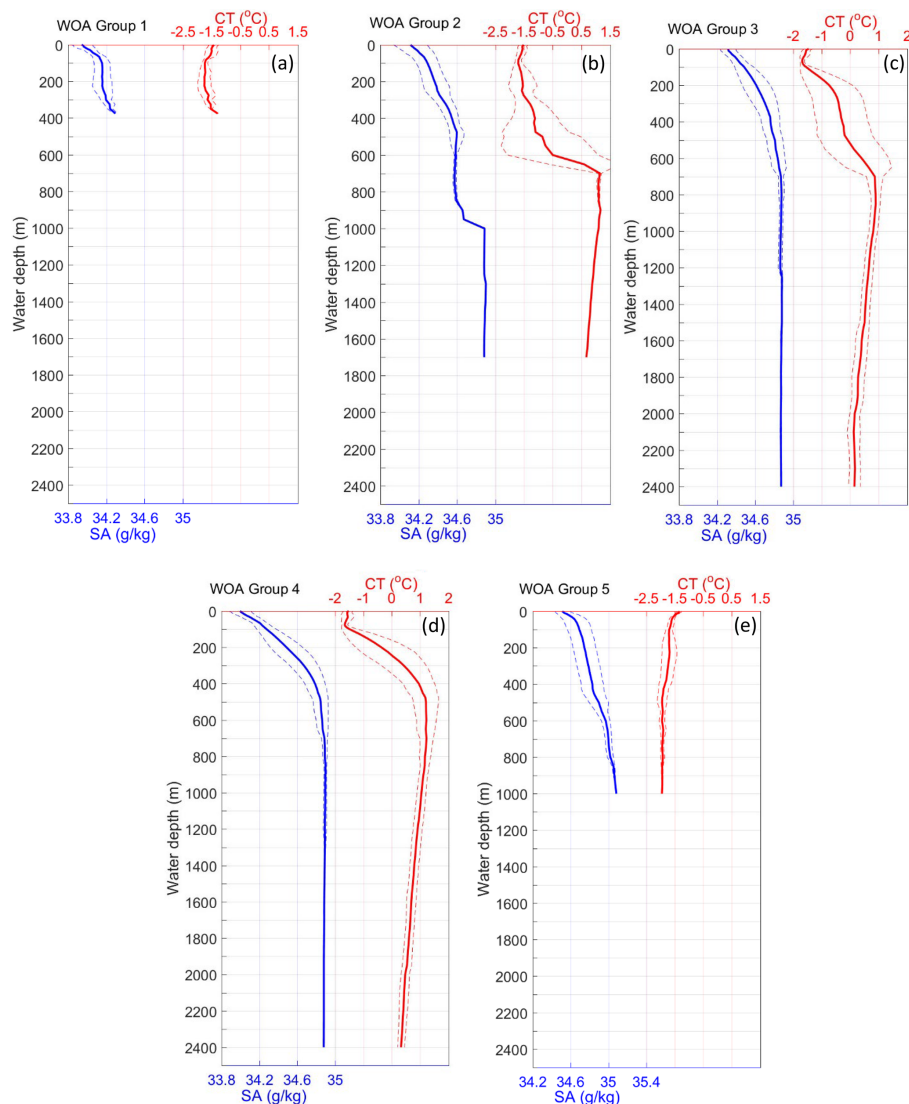 WOA Group 1
CT (°C)
-2.5 -1.5 -0.5 0.5 1.5
(a)
0
200
400
600
800
1000
1200
1400
1600
1800
2000
2200
2400
Water depth (m)
33.8 34.2 34.6 35
SA (g/kg)
WOA Group 2
CT (°C)
-2.5 -1.5 -0.5 0.5 1.5
(b)
0
200
400
600
800
1000
1200
1400
1600
1800
2000
2200
2400
Water depth (m)
33.8 34.2 34.6 35
SA (g/kg)
WOA Group 3
CT (°C)
-2 -1 0 1 2
(c)
0
200
400
600
800
1000
1200
1400
1600
1800
2000
2200
2400
Water depth (m)
33.8 34.2 34.6 35
SA (g/kg)
WOA Group 4
CT (°C)
-2 -1 0 1 2
(d)
0
200
400
600
800
1000
1200
1400
1600
1800
2000
2200
2400
Water depth (m)
33.8 34.2 34.6 35
SA (g/kg)
WOA Group 5
CT (°C)
-2.5 -1.5 -0.5 0.5 1.5
(e)
0
200
400
600
800
1000
1200
1400
1600
1800
2000
2200
2400
Water depth (m)
34.2 34.6 35 35.4
SA (g/kg)